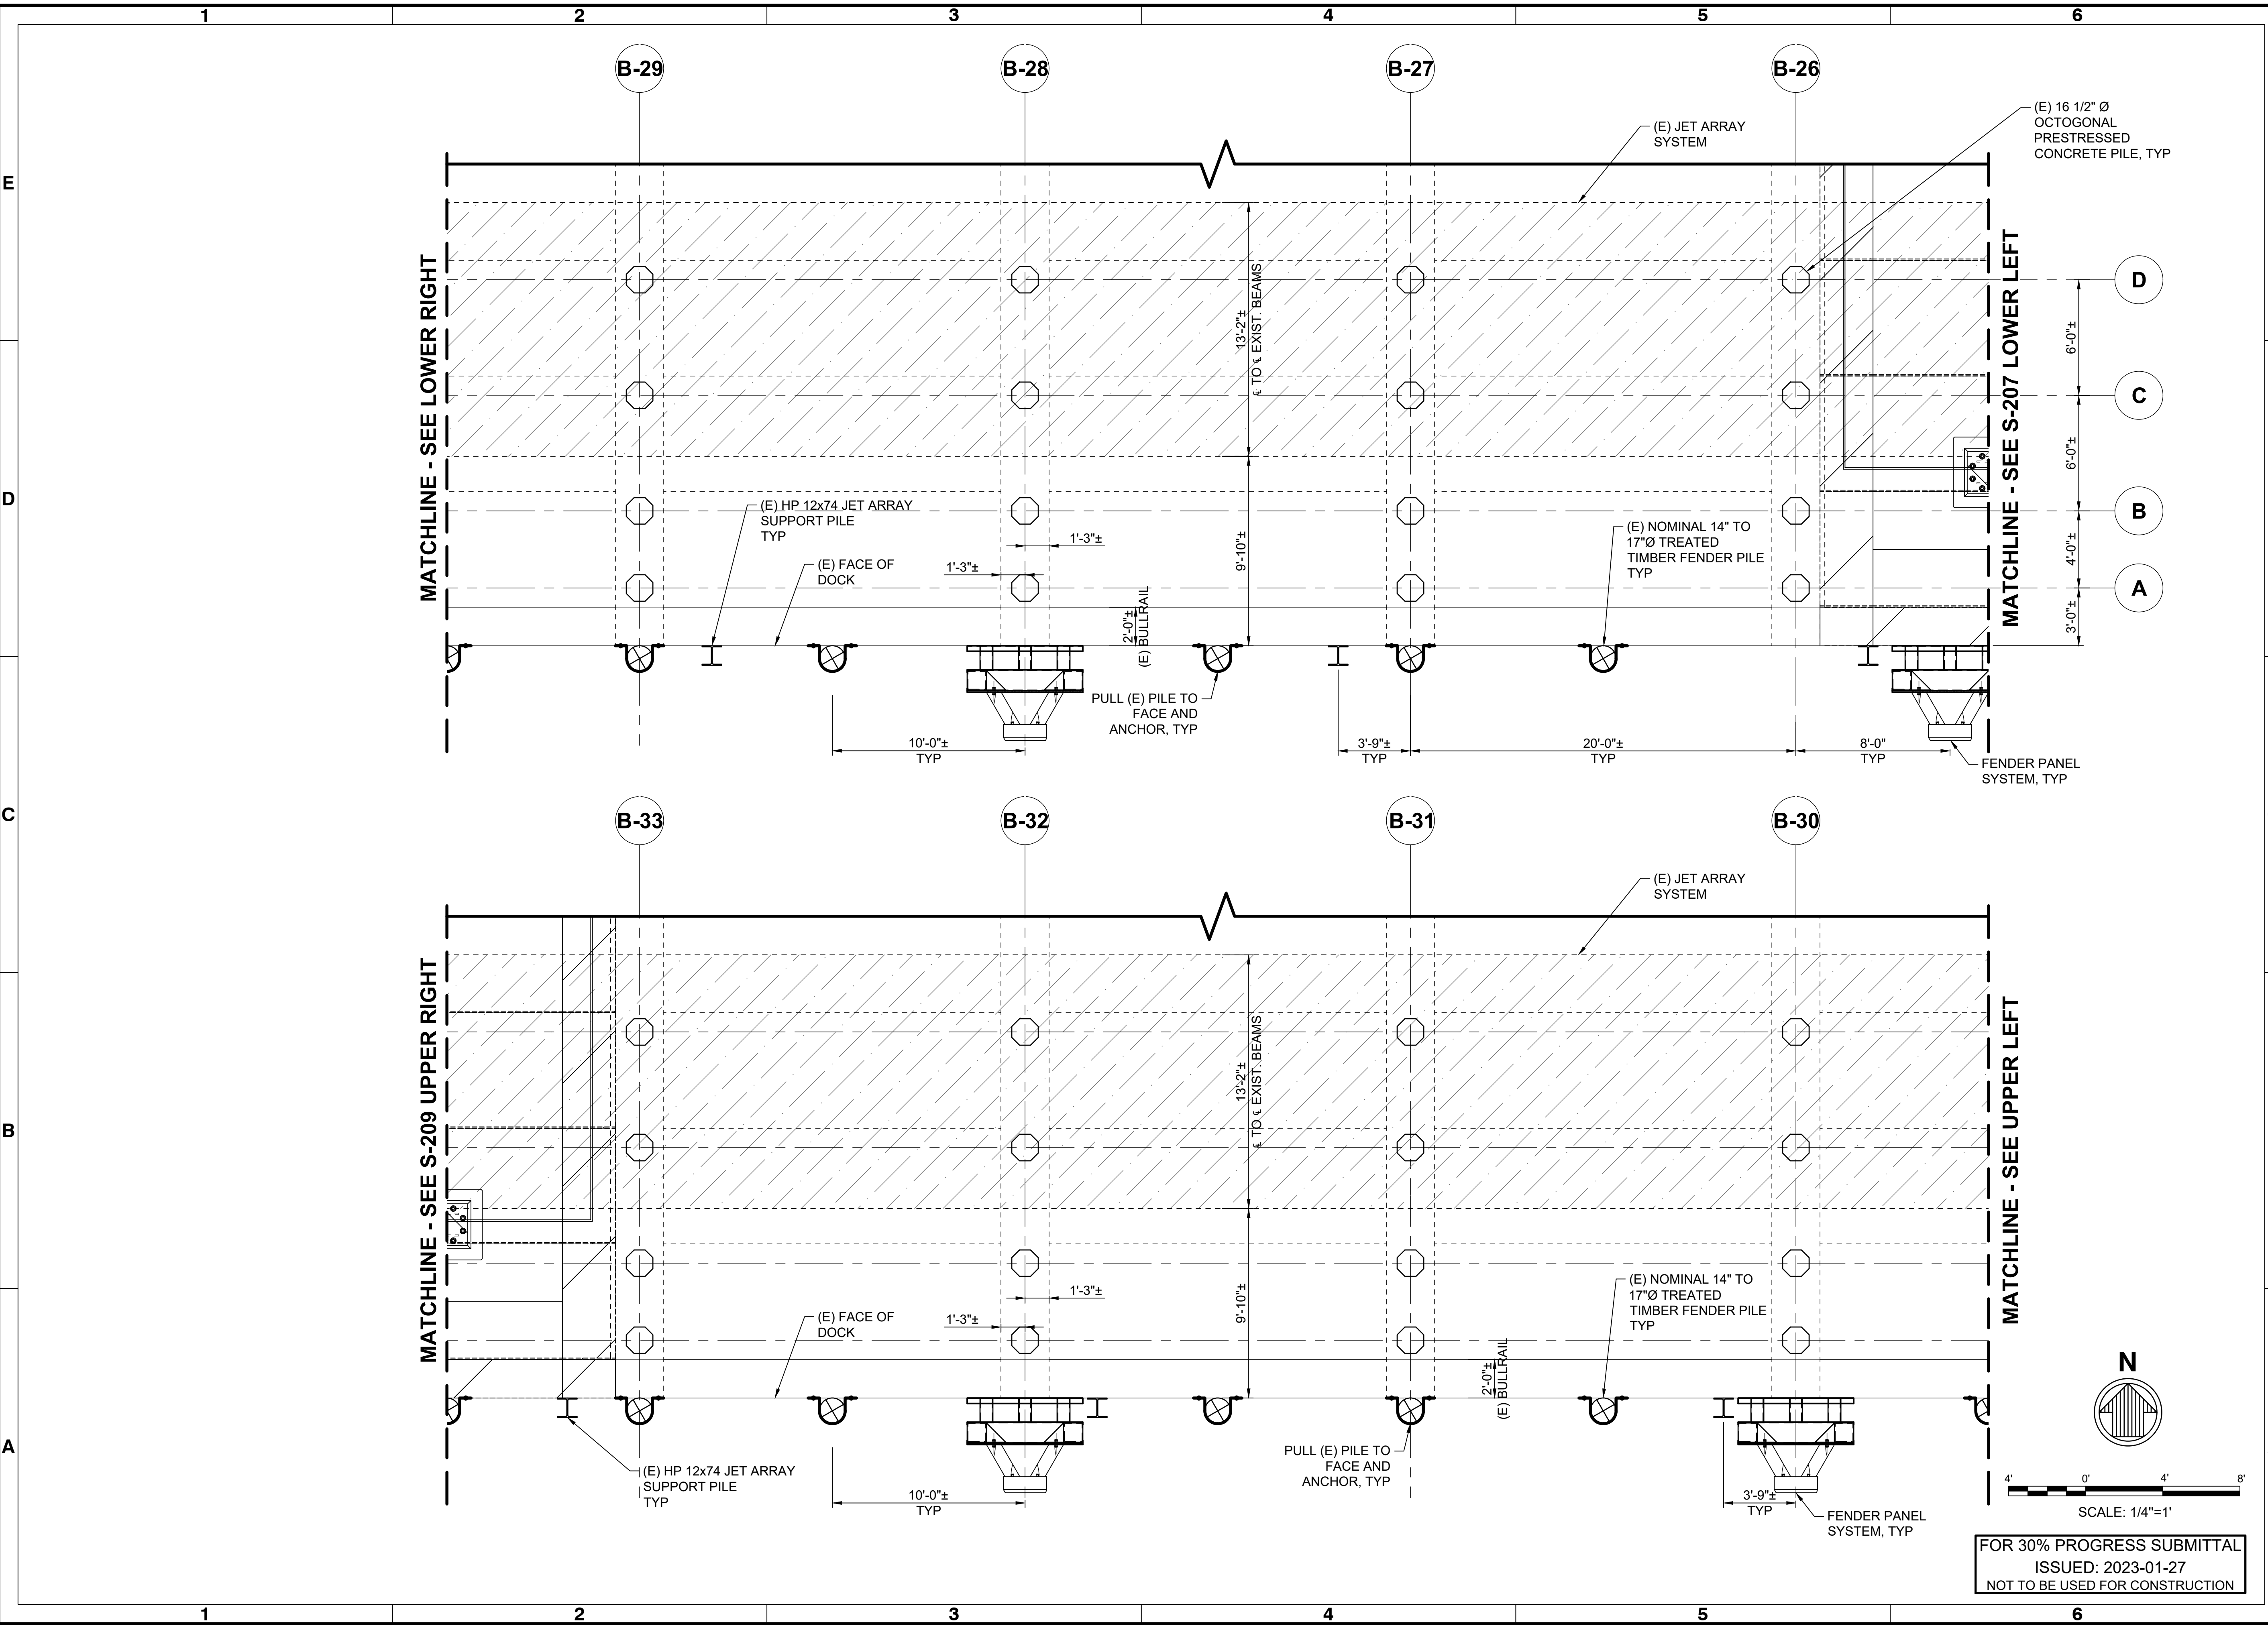 1 2 3 4 5 6
B-29 B-28 B-27 B-26
(E) JET ARRAY
SYSTEM
(E) 16 1/2" Ø
OCTOGONAL
PRESTRESSED
CONCRETE PILE, TYP
E
D
C
B
A
MATCHLINE - SEE LOWER RIGHT
MATCHLINE - SEE S-207 LOWER LEFT
13'-2"±
℄ TO ℄ EXIST. BEAMS
9'-10"±
D
C
B
A
6'-0"±
6'-0"±
4'-0"±
3'-0"±
(E) HP 12x74 JET ARRAY
SUPPORT PILE
TYP
(E) FACE OF
DOCK
1'-3"±
1'-3"±
2'-0"±
(E) BULLRAIL
(E) NOMINAL 14" TO
17"Ø TREATED
TIMBER FENDER PILE
TYP
PULL (E) PILE TO
FACE AND
ANCHOR, TYP
10'-0"±
TYP
3'-9"±
TYP
20'-0"±
TYP
8'-0"
TYP
FENDER PANEL
SYSTEM, TYP
B-33 B-32 B-31 B-30
(E) JET ARRAY
SYSTEM
MATCHLINE - SEE S-209 UPPER RIGHT
MATCHLINE - SEE UPPER LEFT
13'-2"±
℄ TO ℄ EXIST. BEAMS
9'-10"±
(E) FACE OF
DOCK
1'-3"±
1'-3"±
(E) NOMINAL 14" TO
17"Ø TREATED
TIMBER FENDER PILE
TYP
2'-0"±
(E) BULLRAIL
(E) HP 12x74 JET ARRAY
SUPPORT PILE
TYP
10'-0"±
TYP
PULL (E) PILE TO
FACE AND
ANCHOR, TYP
3'-9"±
TYP
FENDER PANEL
SYSTEM, TYP
N
4' 0' 4' 8'
SCALE: 1/4"=1'
FOR 30% PROGRESS SUBMITTAL
ISSUED: 2023-01-27
NOT TO BE USED FOR CONSTRUCTION
1 2 3 4 5 6